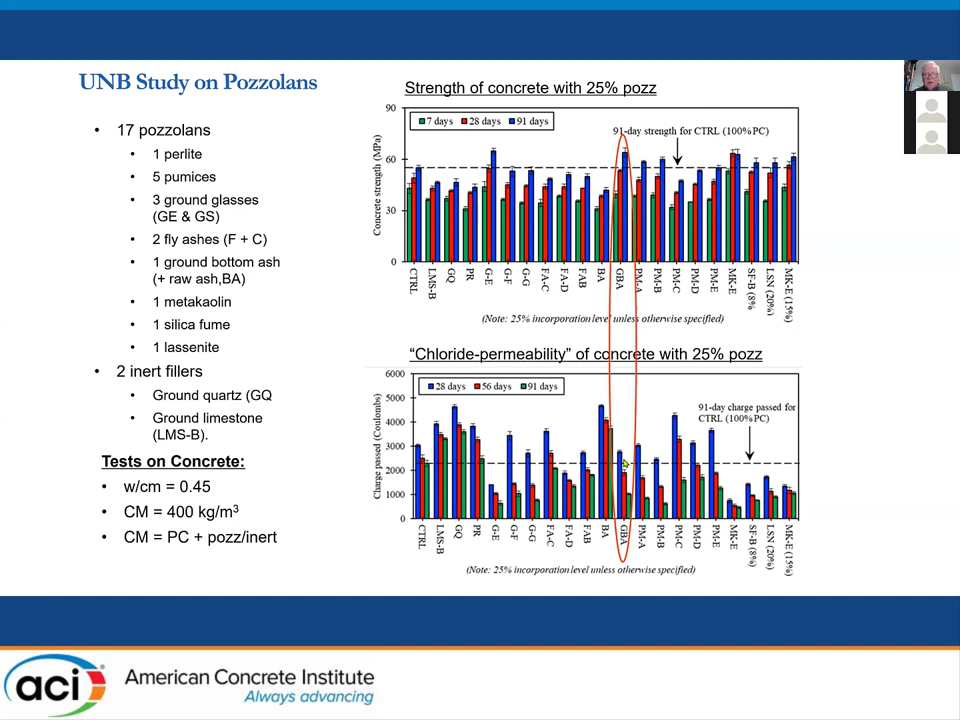 UNB Study on Pozzolans
• 17 pozzolans
• 1 perlite
• 5 pumices
• 3 ground glasses
(GE & GS)
• 2 fly ashes (F + C)
• 1 ground bottom ash
(+ raw ash,BA)
• 1 metakaolin
• 1 silica fume
• 1 lassenite
• 2 inert fillers
• Ground quartz (GQ
• Ground limestone
(LMS-B).
Tests on Concrete:
• w/cm = 0.45
• CM = 400 kg/m³
• CM = PC + pozz/inert
Strength of concrete with 25% pozz
Concrete strength (MPa)
90
60
30
0
7 days 28 days 91 days
91-day strength for CTRL (100%PC)
CTRL LMS-B GQ PR G-E G-F G-G FA-C FA-D FAB BA GBA PM-A PM-B PM-C PM-D PM-E MK-E SF-B (8% LSN (20%) MK-E (15%)
(Note: 25% incorporation level unless otherwise specified)
“Chloride-permeability” of concrete with 25% pozz
Charge passed (Coulombs)
6000
5000
4000
3000
2000
1000
0
28 days 56 days 91 days
91-day charge passed for
CTRL (100%PC)
CTRL LMS-B GQ PR G-E G-F G-G FA-C FA-D FAB BA GBA PM-A PM-B PM-C PM-D PM-E MK-E SF-B (8%) LSN (20%) MK-E (15%)
(Note: 25% incorporation level unless otherwise specified)
aci
American Concrete Institute
Always advancing